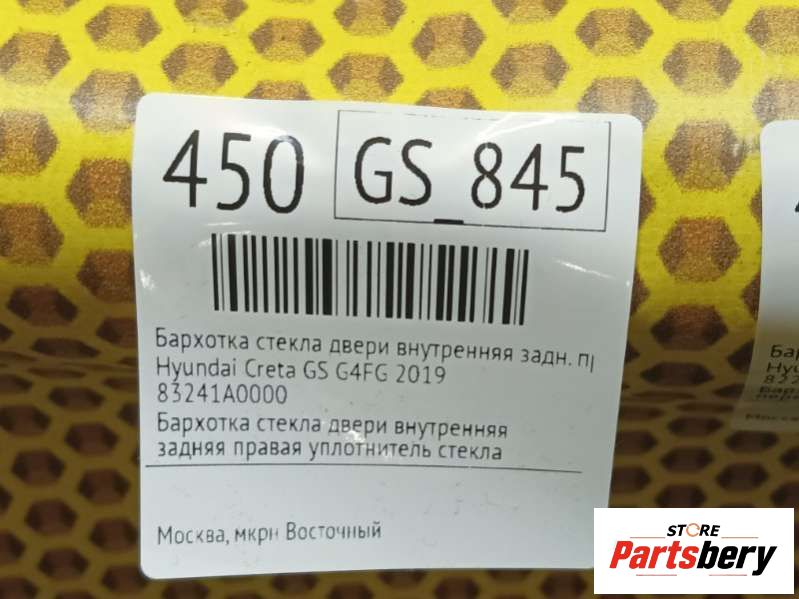 450 GS_845
Бархотка стекла двери внутренняя задн. пр
Hyundai Creta GS G4FG 2019
83241A0000
Бархотка стекла двери внутренняя
задняя правая уплотнитель стекла
Москва, мкрн Восточный
STORE
Partsbery